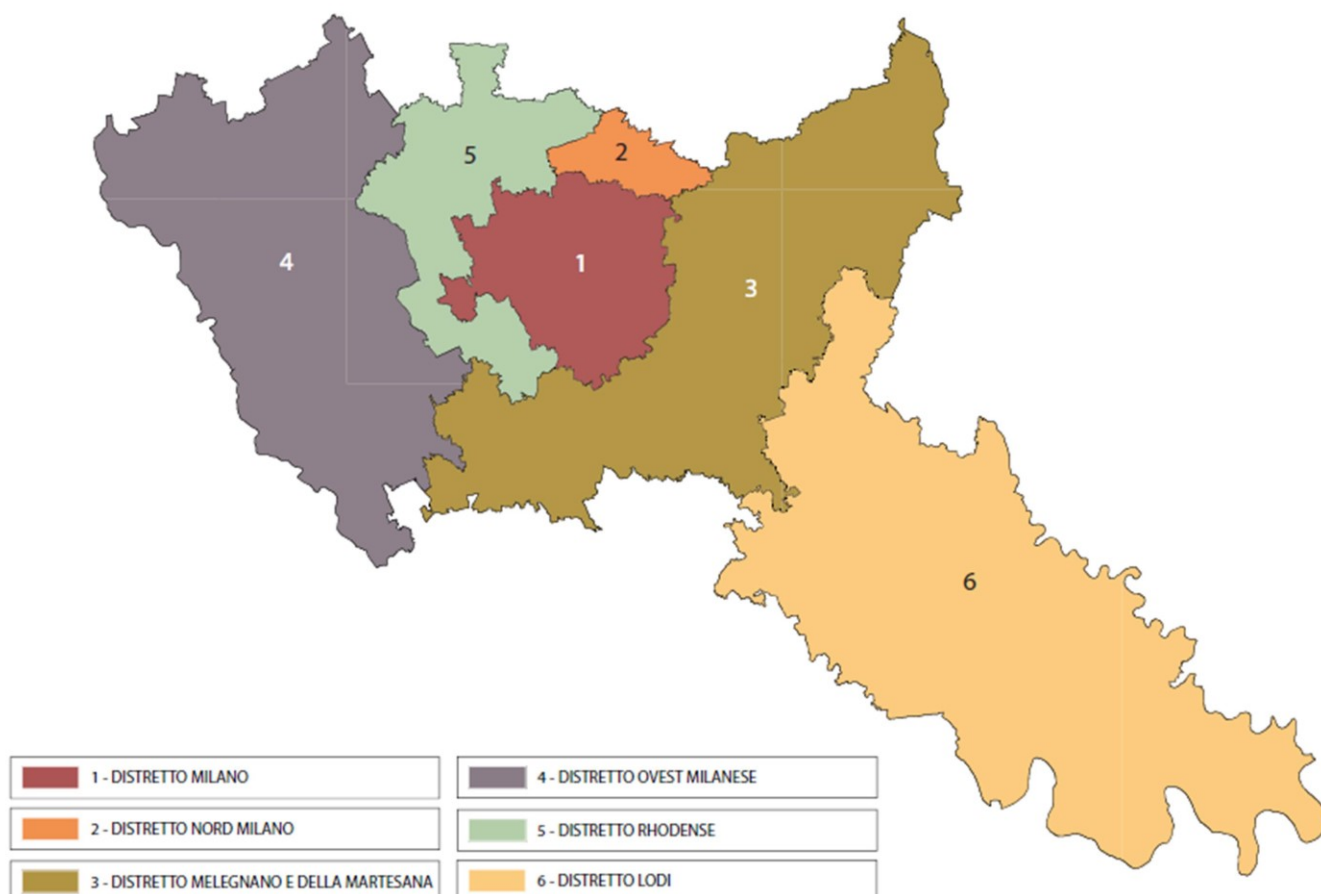 5
2
4
1
3
6
1 - DISTRETTO MILANO
2 - DISTRETTO NORD MILANO
3 - DISTRETTO MELEGNANO E DELLA MARTESANA
4 - DISTRETTO OVEST MILANESE
5 - DISTRETTO RHODENSE
6 - DISTRETTO LODI